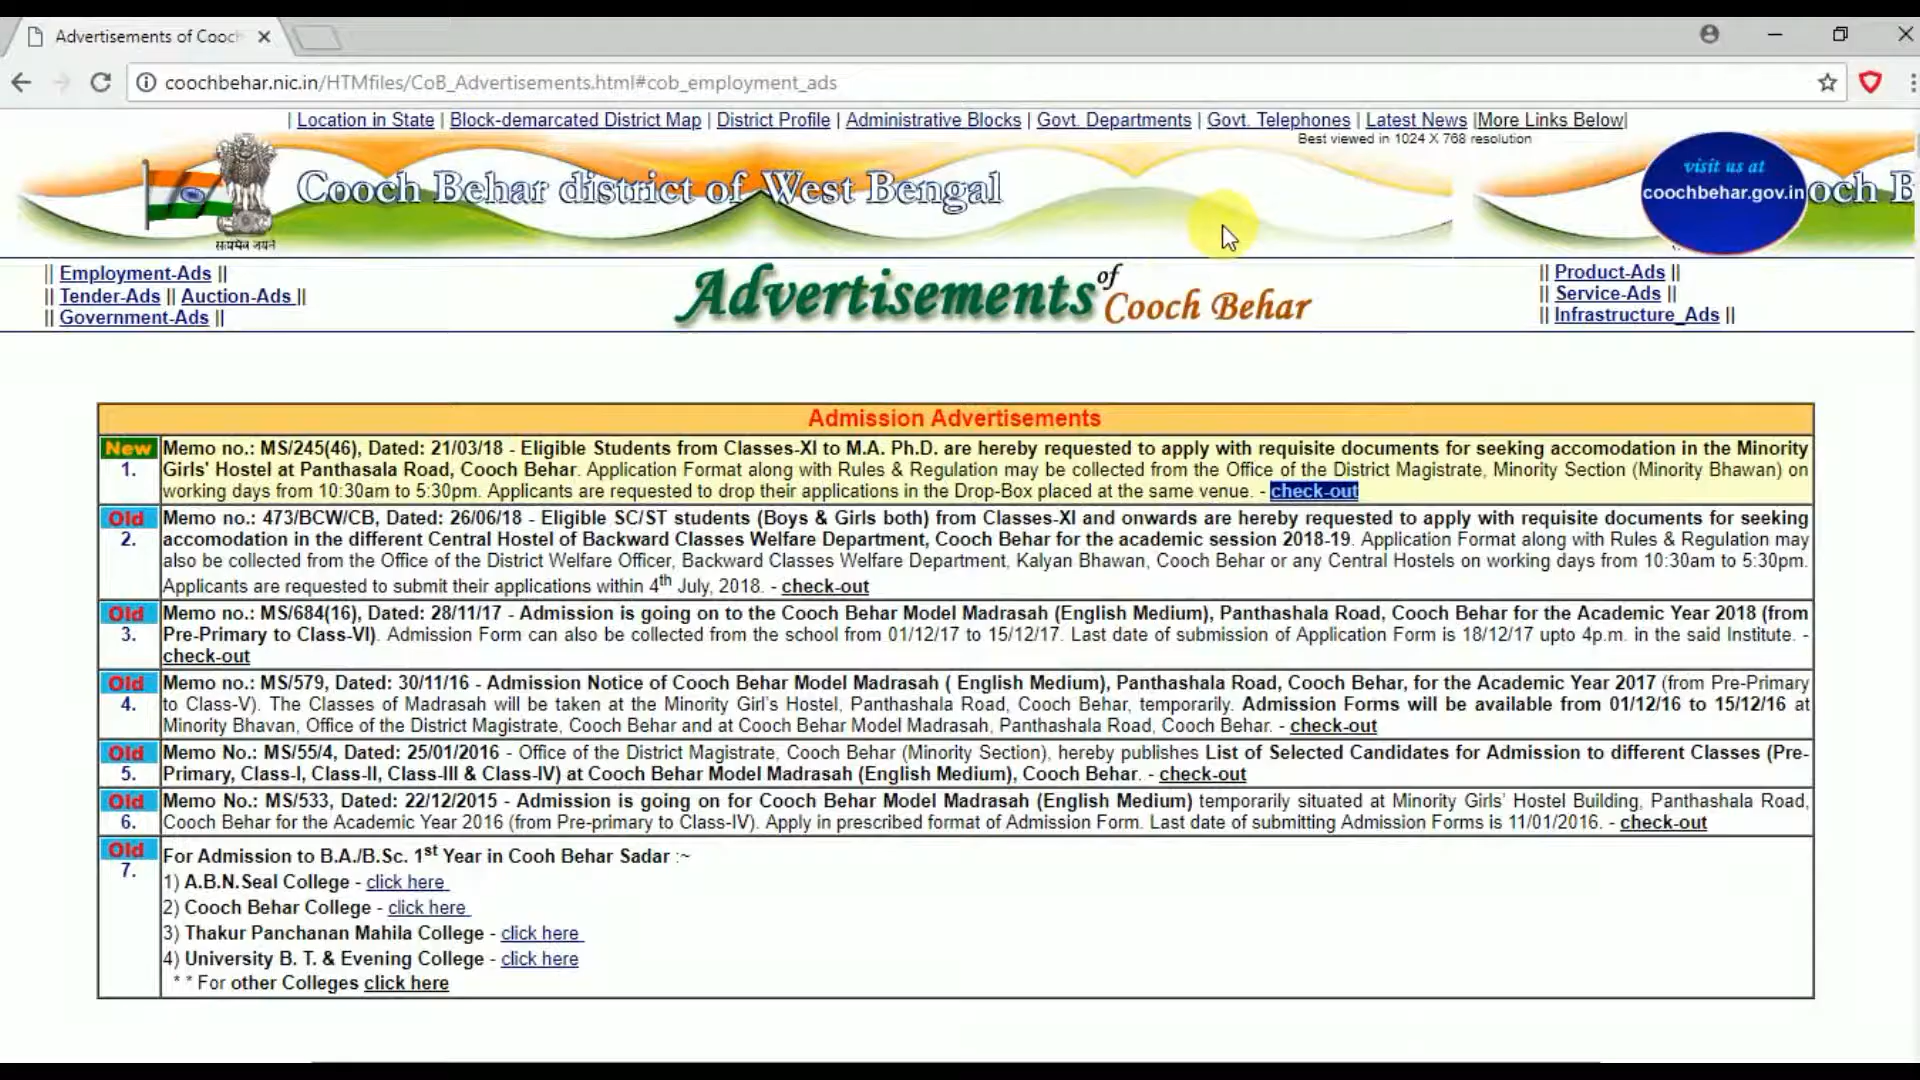 Advertisements of Cooch
coochbehar.nic.in/HTMfiles/CoB_Advertisements.html#cob_employment_ads
| Location in State | Block-demarcated District Map | District Profile | Administrative Blocks | Govt. Departments | Govt. Telephones | Latest News |More Links Below|
Best viewed in 1024 X 768 resolution
Cooch Behar district of West Bengal
सत्यमेव जयते
visit us at
coochbehar.gov.in
och B
|| Employment-Ads ||
|| Tender-Ads || Auction-Ads ||
|| Government-Ads ||
Advertisements of Cooch Behar
|| Product-Ads ||
|| Service-Ads ||
|| Infrastructure_Ads ||
Admission Advertisements
New
1.
Memo no.: MS/245(46), Dated: 21/03/18 - Eligible Students from Classes-XI to M.A. Ph.D. are hereby requested to apply with requisite documents for seeking accomodation in the Minority
Girls' Hostel at Panthasala Road, Cooch Behar. Application Format along with Rules & Regulation may be collected from the Office of the District Magistrate, Minority Section (Minority Bhawan) on
working days from 10:30am to 5:30pm. Applicants are requested to drop their applications in the Drop-Box placed at the same venue. - check-out
Old
2.
Memo no.: 473/BCW/CB, Dated: 26/06/18 - Eligible SC/ST students (Boys & Girls both) from Classes-XI and onwards are hereby requested to apply with requisite documents for seeking
accomodation in the different Central Hostel of Backward Classes Welfare Department, Cooch Behar for the academic session 2018-19. Application Format along with Rules & Regulation may
also be collected from the Office of the District Welfare Officer, Backward Classes Welfare Department, Kalyan Bhawan, Cooch Behar or any Central Hostels on working days from 10:30am to 5:30pm.
Applicants are requested to submit their applications within 4th July, 2018. - check-out
Old
3.
Memo no.: MS/684(16), Dated: 28/11/17 - Admission is going on to the Cooch Behar Model Madrasah (English Medium), Panthashala Road, Cooch Behar for the Academic Year 2018 (from
Pre-Primary to Class-VI). Admission Form can also be collected from the school from 01/12/17 to 15/12/17. Last date of submission of Application Form is 18/12/17 upto 4p.m. in the said Institute. -
check-out
Old
4.
Memo no.: MS/579, Dated: 30/11/16 - Admission Notice of Cooch Behar Model Madrasah ( English Medium), Panthashala Road, Cooch Behar, for the Academic Year 2017 (from Pre-Primary
to Class-V). The Classes of Madrasah will be taken at the Minority Girl's Hostel, Panthashala Road, Cooch Behar, temporarily. Admission Forms will be available from 01/12/16 to 15/12/16 at
Minority Bhavan, Office of the District Magistrate, Cooch Behar and at Cooch Behar Model Madrasah, Panthashala Road, Cooch Behar. - check-out
Old
5.
Memo No.: MS/55/4, Dated: 25/01/2016 - Office of the District Magistrate, Cooch Behar (Minority Section), hereby publishes List of Selected Candidates for Admission to different Classes (Pre-
Primary, Class-I, Class-II, Class-III & Class-IV) at Cooch Behar Model Madrasah (English Medium), Cooch Behar. - check-out
Old
6.
Memo No.: MS/533, Dated: 22/12/2015 - Admission is going on for Cooch Behar Model Madrasah (English Medium) temporarily situated at Minority Girls' Hostel Building, Panthashala Road,
Cooch Behar for the Academic Year 2016 (from Pre-primary to Class-IV). Apply in prescribed format of Admission Form. Last date of submitting Admission Forms is 11/01/2016. - check-out
Old
7.
For Admission to B.A./B.Sc. 1st Year in Cooh Behar Sadar :~
1) A.B.N.Seal College - click here
2) Cooch Behar College - click here
3) Thakur Panchanan Mahila College - click here
4) University B. T. & Evening College - click here
* * For other Colleges click here